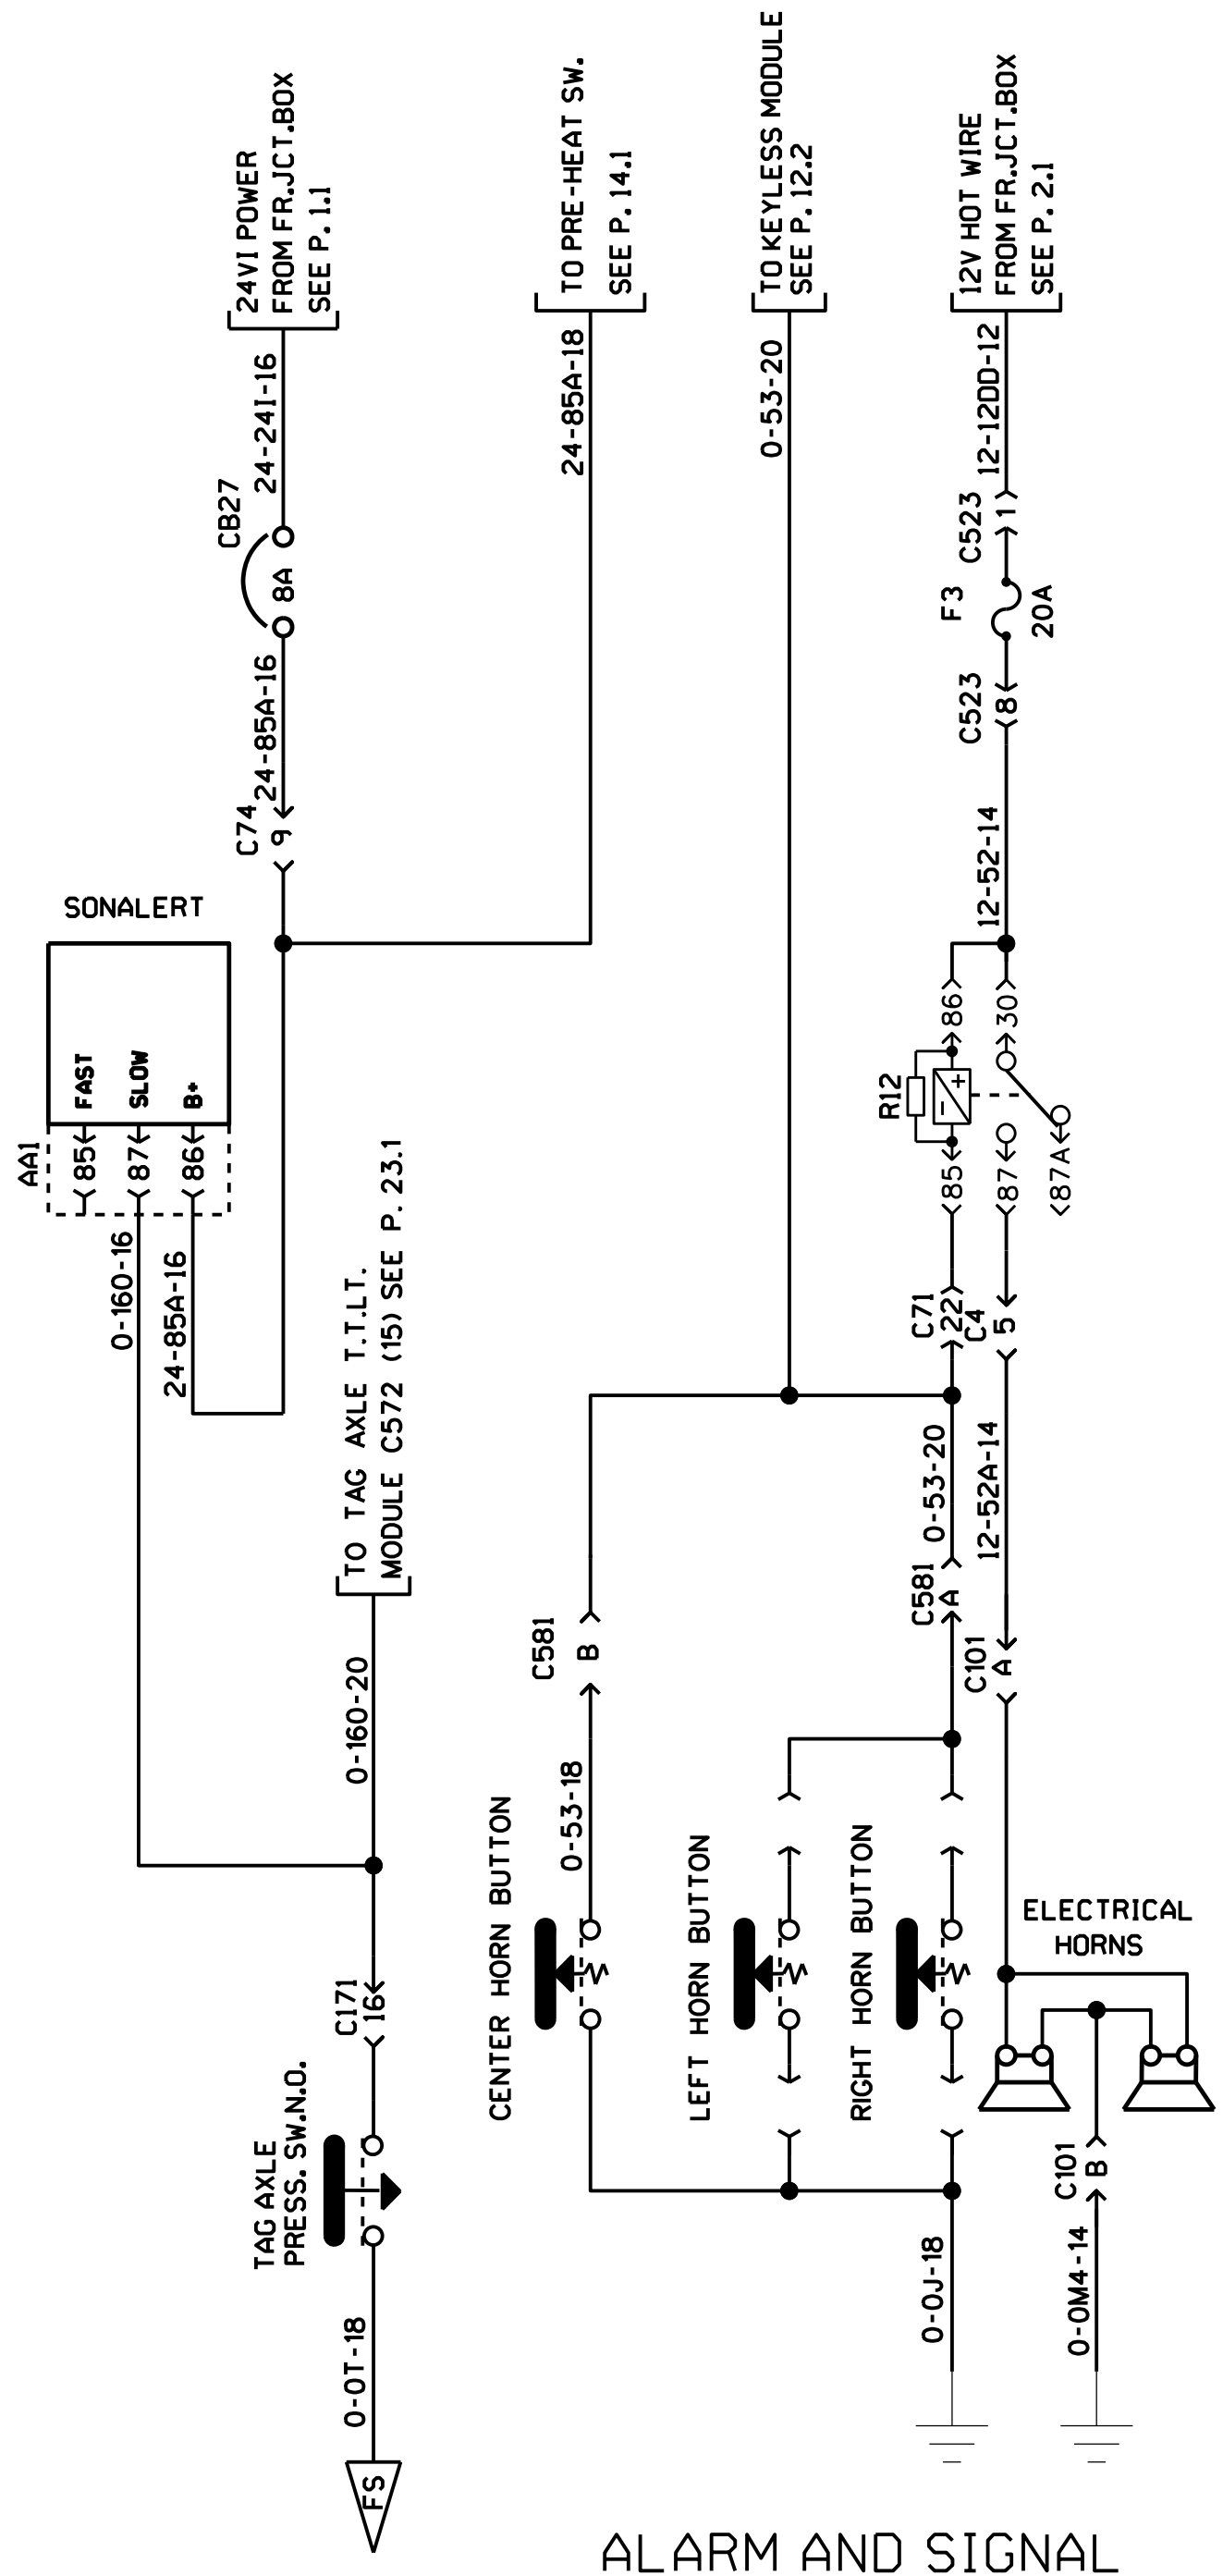 24VI POWER
FROM FR.JCT.BOX
SEE P. 1.1
24-24I-16
CB27
8A
24-85A-16
C74
9
SONALERT
FAST
SLOW
B+
AA1
85
87
86
0-160-16
24-85A-16
TO TAG AXLE T.T.LT.
MODULE C572 (15) SEE P. 23.1
0-160-20
C171
16
TAG AXLE
PRESS. SW.N.O.
0-0T-18
FS
TO PRE-HEAT SW.
SEE P. 14.1
24-85A-18
TO KEYLESS MODULE
SEE P. 12.2
0-53-20
C581
B
0-53-18
CENTER HORN BUTTON
LEFT HORN BUTTON
RIGHT HORN BUTTON
12V HOT WIRE
FROM FR.JCT.BOX
SEE P. 2.1
12-12DD-12
C523
1
F3
20A
C523
8
12-52-14
86
30
R12
+
-
85
87
87A
C71
22
C4
5
0-53-20
12-52A-14
C581
A
C101
A
ELECTRICAL
HORNS
C101
B
0-0J-18
0-0M4-14
ALARM AND SIGNAL